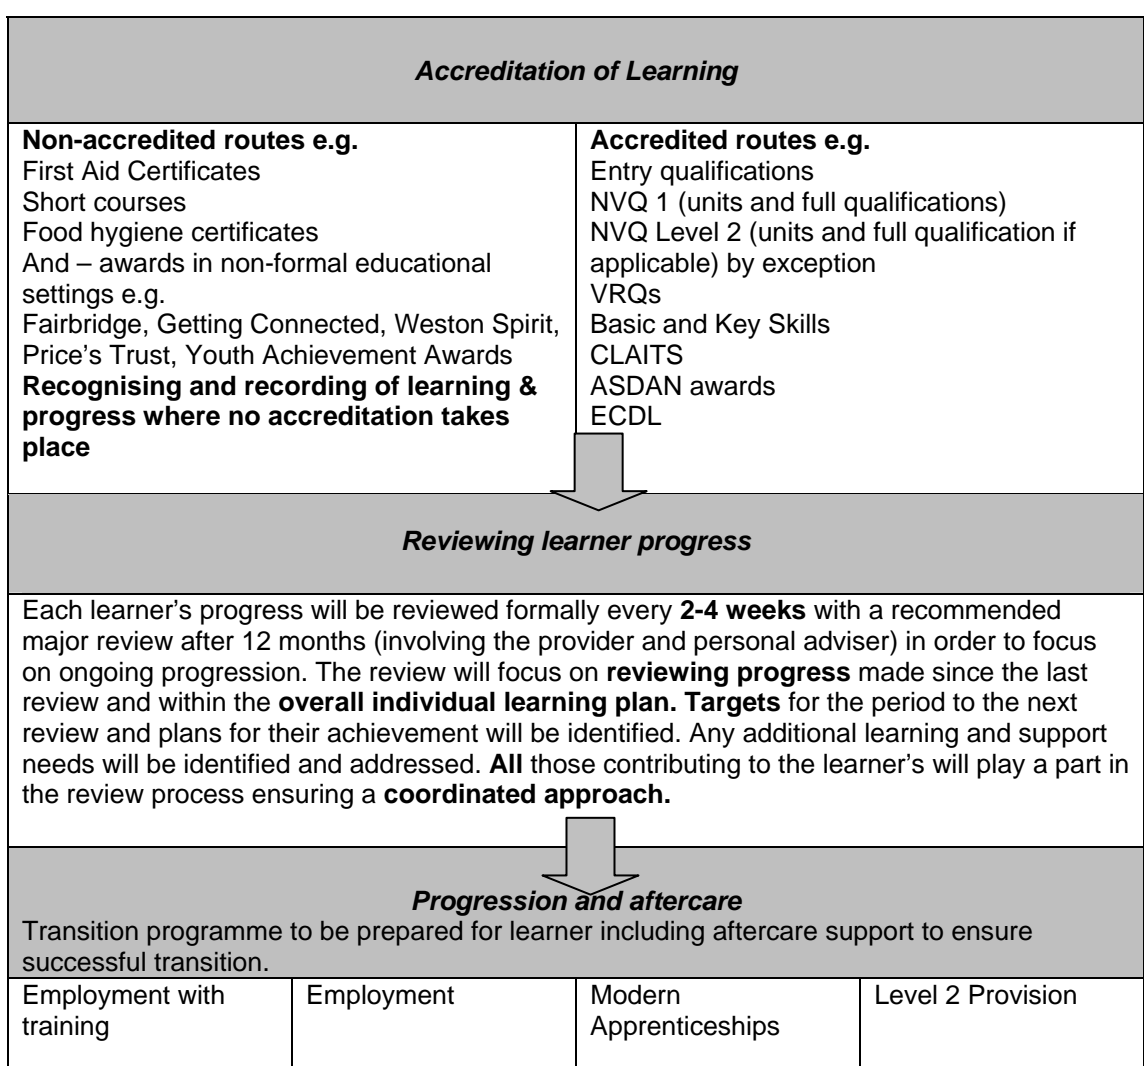 Accreditation of Learning
Non-accredited routes e.g.
First Aid Certificates
Short courses
Food hygiene certificates
And – awards in non-formal educational
settings e.g.
Fairbridge, Getting Connected, Weston Spirit,
Price’s Trust, Youth Achievement Awards
Recognising and recording of learning &
progress where no accreditation takes
place
Accredited routes e.g.
Entry qualifications
NVQ 1 (units and full qualifications)
NVQ Level 2 (units and full qualification if
applicable) by exception
VRQs
Basic and Key Skills
CLAITS
ASDAN awards
ECDL
Reviewing learner progress
Each learner’s progress will be reviewed formally every 2-4 weeks with a recommended
major review after 12 months (involving the provider and personal adviser) in order to focus
on ongoing progression. The review will focus on reviewing progress made since the last
review and within the overall individual learning plan. Targets for the period to the next
review and plans for their achievement will be identified. Any additional learning and support
needs will be identified and addressed. All those contributing to the learner’s will play a part in
the review process ensuring a coordinated approach.
Progression and aftercare
Transition programme to be prepared for learner including aftercare support to ensure
successful transition.
Employment with
training
Employment
Modern
Apprenticeships
Level 2 Provision